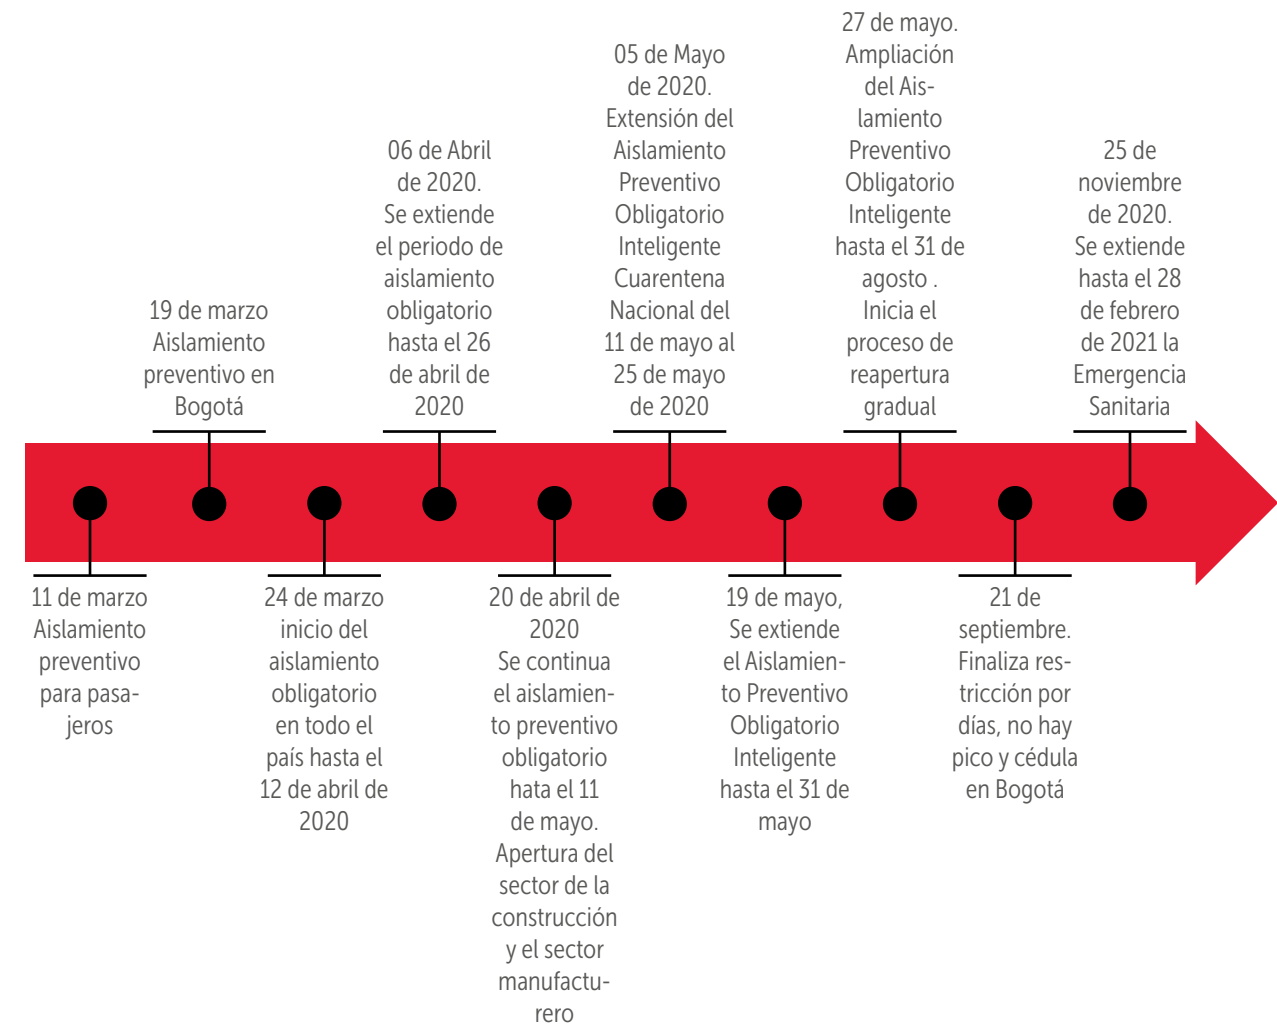 11 de marzo
Aislamiento
preventivo
para pasa-
jeros
19 de marzo
Aislamiento
preventivo en
Bogotá
24 de marzo
inicio del
aislamiento
obligatorio
en todo el
país hasta el
12 de abril de
2020
06 de Abril
de 2020.
Se extiende
el periodo de
aislamiento
obligatorio
hasta el 26
de abril de
2020
20 de abril de
2020
Se continua
el aislamien-
to preventivo
obligatorio
hata el 11
de mayo.
Apertura del
sector de la
construcción
y el sector
manufactu-
rero
05 de Mayo
de 2020.
Extensión del
Aislamiento
Preventivo
Obligatorio
Inteligente
Cuarentena
Nacional del
11 de mayo al
25 de mayo
de 2020
19 de mayo,
Se extiende
el Aislamien-
to Preventivo
Obligatorio
Inteligente
hasta el 31 de
mayo
27 de mayo.
Ampliación
del Ais-
lamiento
Preventivo
Obligatorio
Inteligente
hasta el 31 de
agosto .
Inicia el
proceso de
reapertura
gradual
21 de
septiembre.
Finaliza res-
tricción por
días, no hay
pico y cédula
en Bogotá
25 de
noviembre
de 2020.
Se extiende
hasta el 28
de febrero
de 2021 la
Emergencia
Sanitaria